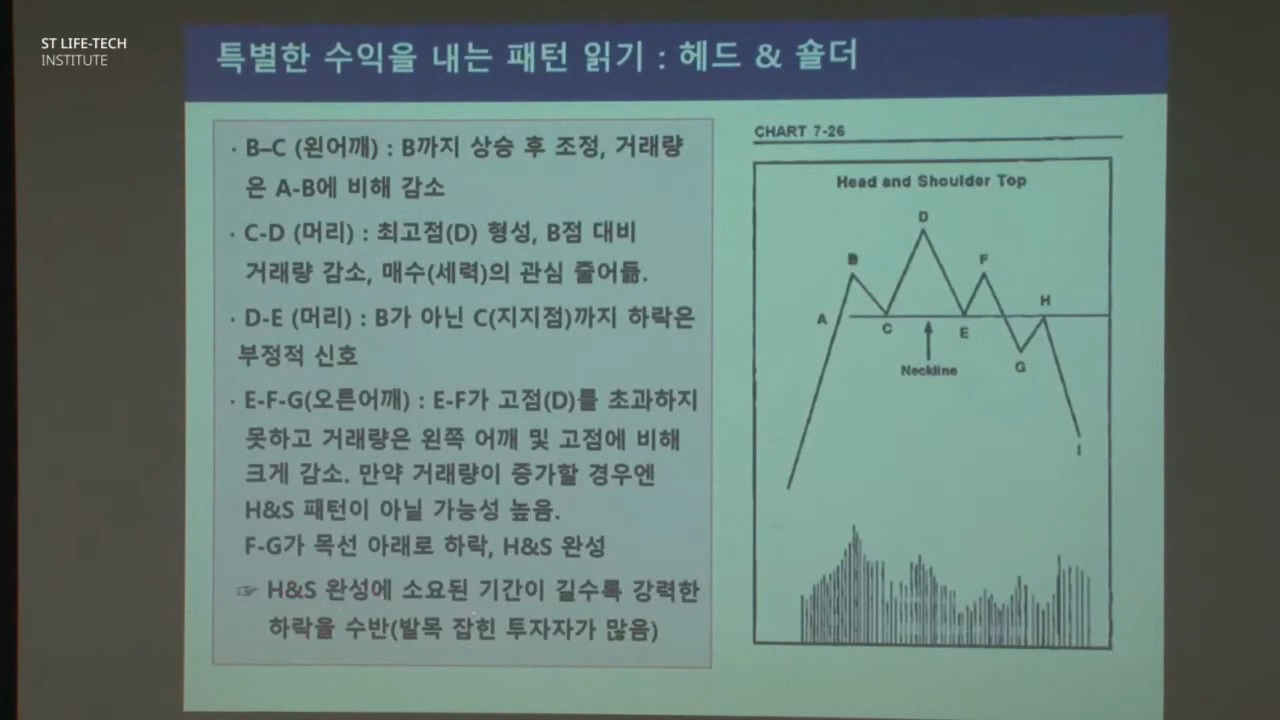 ST LIFE-TECH
INSTITUTE
특별한 수익을 내는 패턴 읽기 : 헤드 & 숄더
· B–C (왼어깨) : B까지 상승 후 조정, 거래량
은 A-B에 비해 감소
· C-D (머리) : 최고점(D) 형성, B점 대비
거래량 감소, 매수(세력)의 관심 줄어듦.
· D-E (머리) : B가 아닌 C(지지점)까지 하락은
부정적 신호
· E-F-G(오른어깨) : E-F가 고점(D)를 초과하지
못하고 거래량은 왼쪽 어깨 및 고점에 비해
크게 감소. 만약 거래량이 증가할 경우엔
H&S 패턴이 아닐 가능성 높음.
F-G가 목선 아래로 하락, H&S 완성
☞ H&S 완성에 소요된 기간이 길수록 강력한
하락을 수반(발목 잡힌 투자자가 많음)
CHART 7-26
Head and Shoulder Top
D
B
F
H
A
C
E
Neckline
G
I